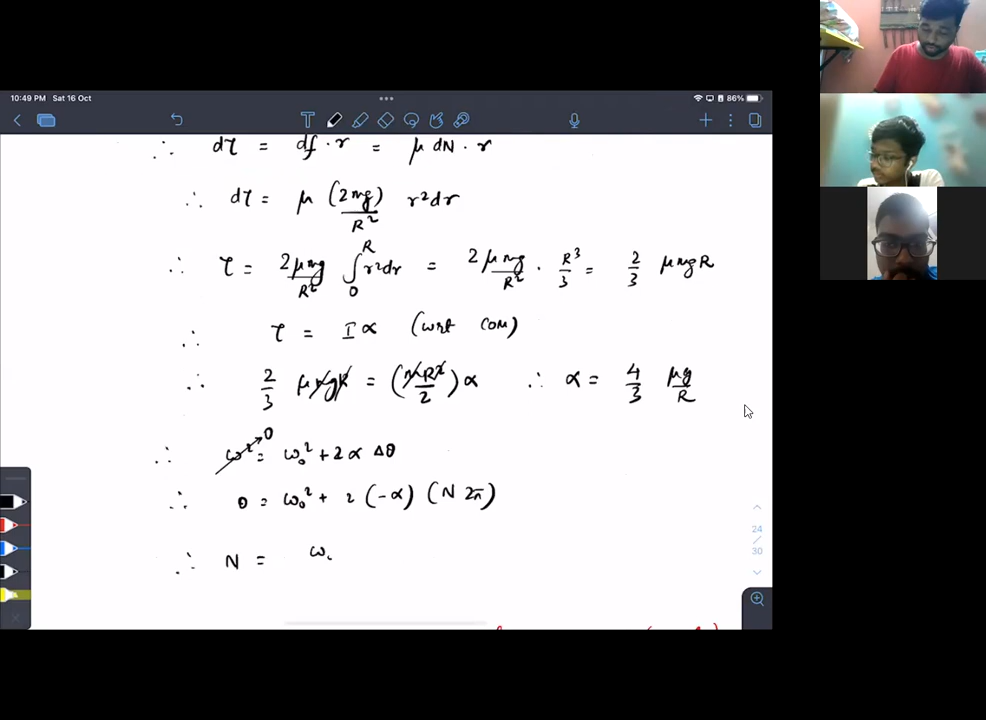 10:49 PM Sat 16 Oct
86%
∴ dτ = df · r = μ dN · r
∴ dτ = μ (2mg)/R² r²dr
∴ τ = 2μmg/R² ∫₀ᴿ r²dr = 2μmg/R² · R³/3 = 2/3 μmgR
∴ τ = Iα (wrt COM)
∴ 2/3 μmgR = (mR²/2)α ∴ α = 4/3 μg/R
∴ ω² → 0 = ω₀² + 2α Δθ
∴ 0 = ω₀² + 2 (-α) (N 2π)
∴ N = ω.
24
/
30